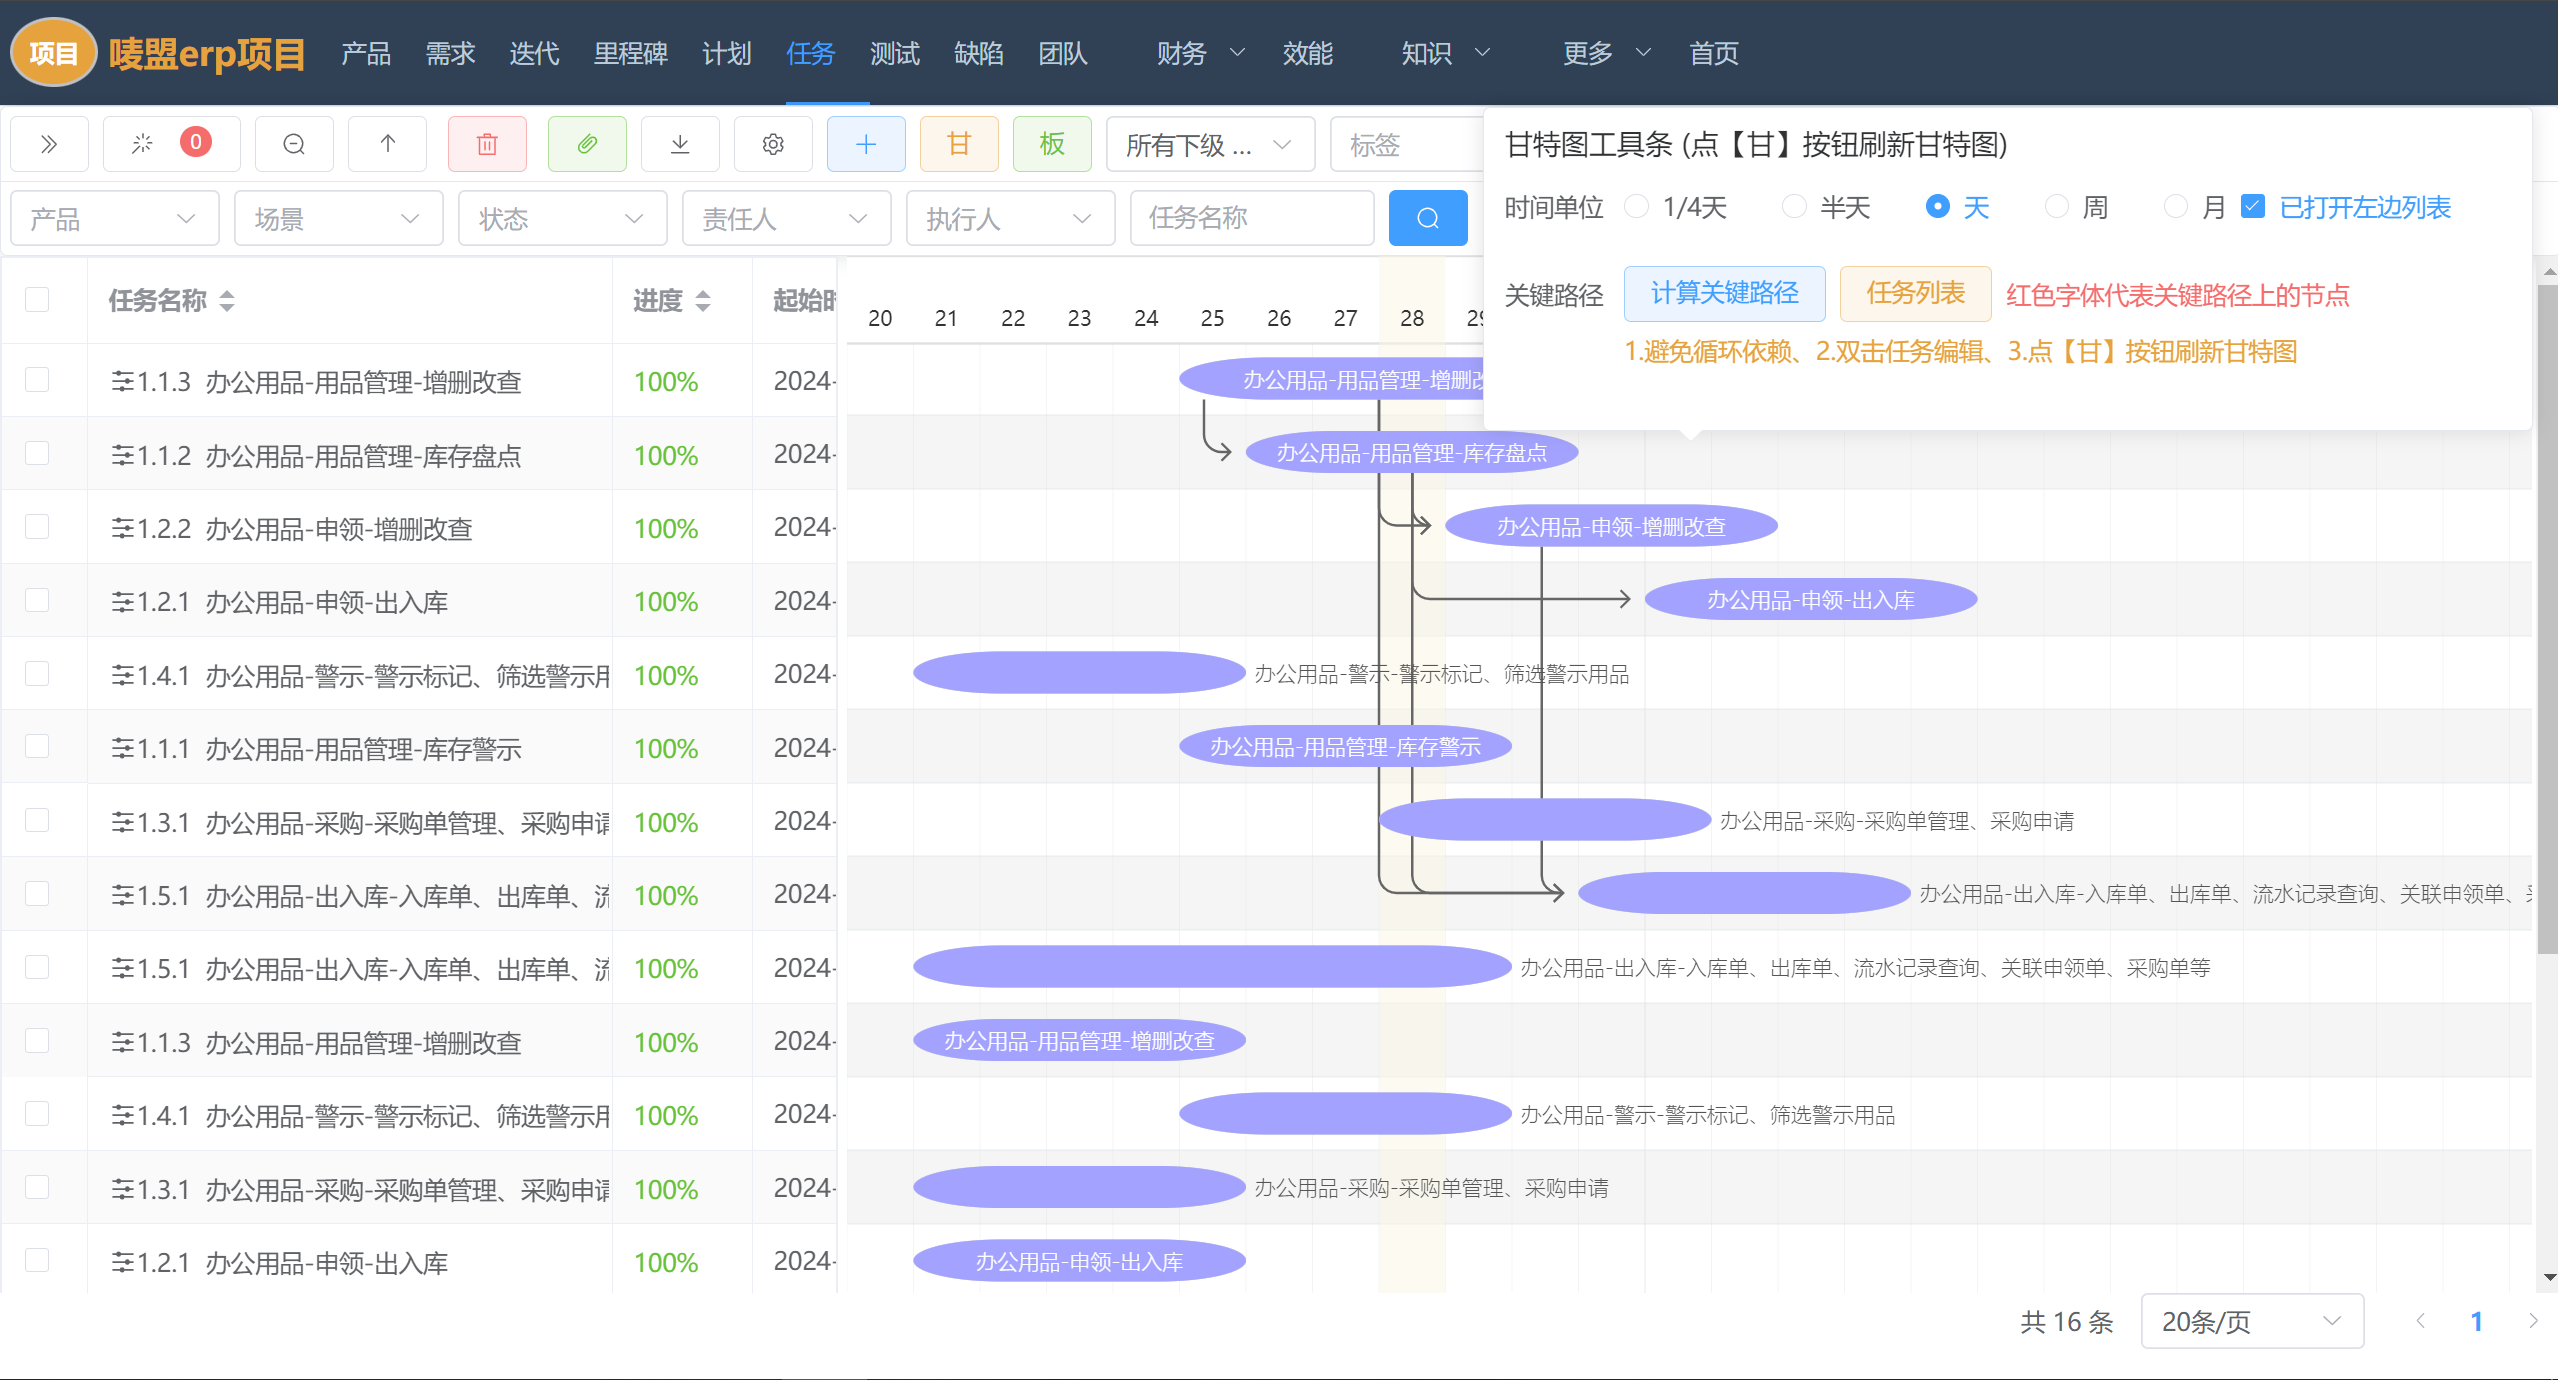 项目 唛盟erp项目 产品 需求 迭代 里程碑 计划 任务 测试 缺陷 团队 财务 效能 知识 更多 首页
0 甘 板 所有下级 ... 标签
产品 场景 状态 责任人 执行人 任务名称
甘特图工具条 (点【甘】按钮刷新甘特图)
时间单位 1/4天 半天 天 周 月 已打开左边列表
关键路径 计算关键路径 任务列表 红色字体代表关键路径上的节点
1.避免循环依赖、2.双击任务编辑、3.点【甘】按钮刷新甘特图
任务名称 进度 起始时 20 21 22 23 24 25 26 27 28 29
1.1.3 办公用品-用品管理-增删改查 100% 2024- 办公用品-用品管理-增删改
1.1.2 办公用品-用品管理-库存盘点 100% 2024- 办公用品-用品管理-库存盘点
1.2.2 办公用品-申领-增删改查 100% 2024- 办公用品-申领-增删改查
1.2.1 办公用品-申领-出入库 100% 2024- 办公用品-申领-出入库
1.4.1 办公用品-警示-警示标记、筛选警示用 100% 2024- 办公用品-警示-警示标记、筛选警示用品
1.1.1 办公用品-用品管理-库存警示 100% 2024- 办公用品-用品管理-库存警示
1.3.1 办公用品-采购-采购单管理、采购申请 100% 2024- 办公用品-采购-采购单管理、采购申请
1.5.1 办公用品-出入库-入库单、出库单、流 100% 2024- 办公用品-出入库-入库单、出库单、流水记录查询、关联申领单、
1.5.1 办公用品-出入库-入库单、出库单、流 100% 2024- 办公用品-出入库-入库单、出库单、流水记录查询、关联申领单、采购单等
1.1.3 办公用品-用品管理-增删改查 100% 2024- 办公用品-用品管理-增删改查
1.4.1 办公用品-警示-警示标记、筛选警示用 100% 2024- 办公用品-警示-警示标记、筛选警示用品
1.3.1 办公用品-采购-采购单管理、采购申请 100% 2024- 办公用品-采购-采购单管理、采购申请
1.2.1 办公用品-申领-出入库 100% 2024- 办公用品-申领-出入库
共 16 条 20条/页 1